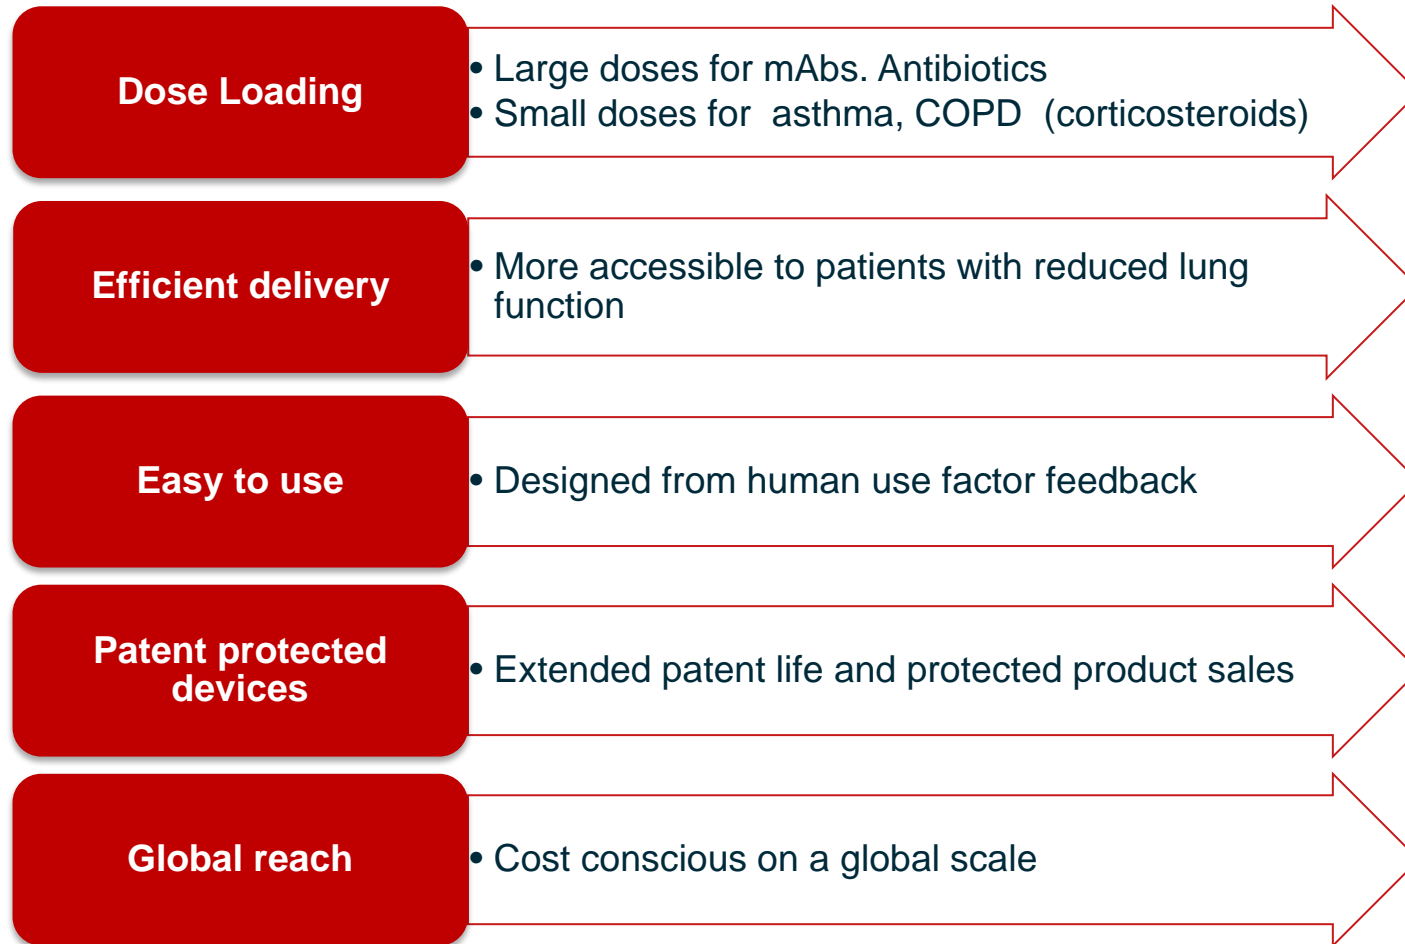 Dose Loading
• Large doses for mAbs. Antibiotics
• Small doses for  asthma, COPD  (corticosteroids)
Efficient delivery
• More accessible to patients with reduced lung
function
Easy to use
• Designed from human use factor feedback
Patent protected
devices
• Extended patent life and protected product sales
Global reach
• Cost conscious on a global scale